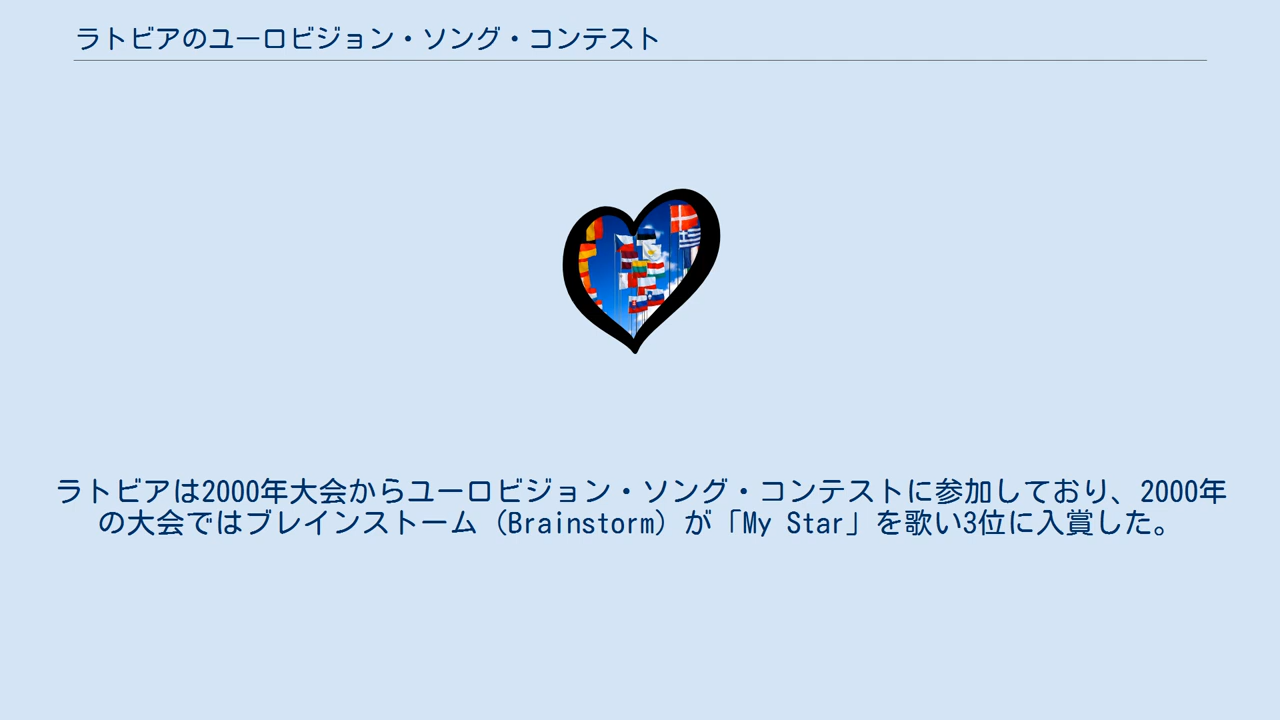 ラトビアのユーロビジョン・ソング・コンテスト
ラトビアは2000年大会からユーロビジョン・ソング・コンテストに参加しており、2000年
の大会ではブレインストーム（Brainstorm）が「My Star」を歌い3位に入賞した。